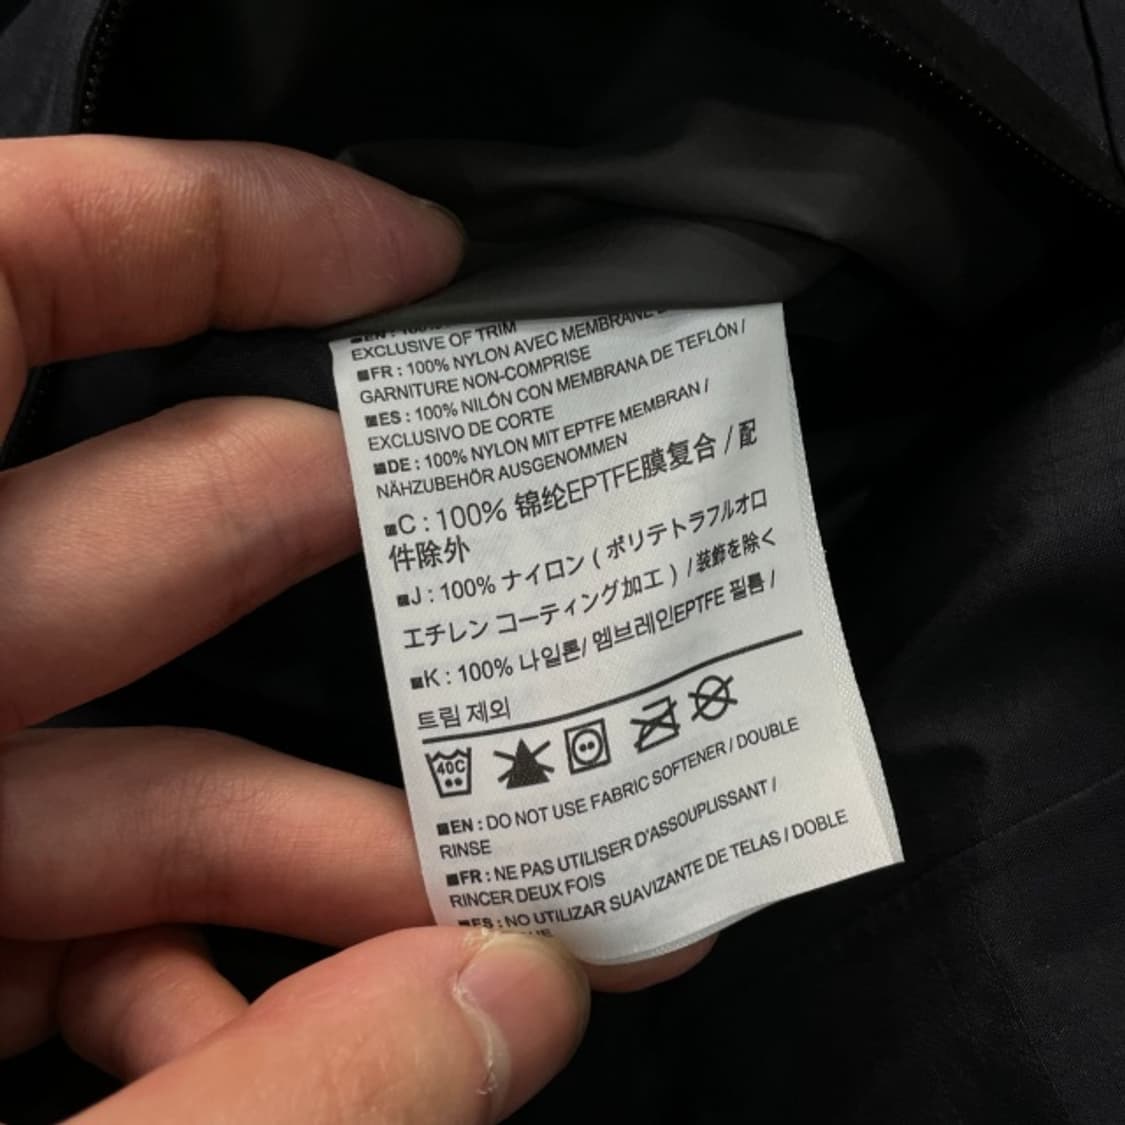 ■EN : 100%
EXCLUSIVE OF TRIM
■FR : 100% NYLON AVEC MEMBRANE
GARNITURE NON-COMPRISE
■ES : 100% NILÓN CON MEMBRANA DE TEFLÓN /
EXCLUSIVO DE CORTE
■DE : 100% NYLON MIT EPTFE MEMBRAN /
NÄHZUBEHÖR AUSGENOMMEN
■C : 100% 锦纶EPTFE膜复合 / 配
件除外
■J : 100% ナイロン ( ポリテトラフルオロ
エチレン コーティング加工 ) / 装飾を除く
■K : 100% 나일론/ 멤브레인EPTFE 필름 /
트림 제외
40C
■EN : DO NOT USE FABRIC SOFTENER / DOUBLE
RINSE
■FR : NE PAS UTILISER D'ASSOUPLISSANT /
RINCER DEUX FOIS
■ES : NO UTILIZAR SUAVIZANTE DE TELAS / DOBLE